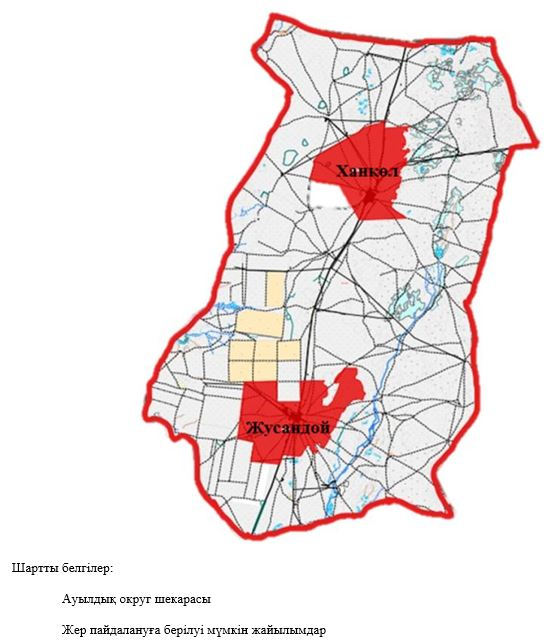 Ханкөл
Жусандой
Шартты белгілер:
Ауылдық округ шекарасы
Жер пайдалануға берілуі мүмкін жайылымдар